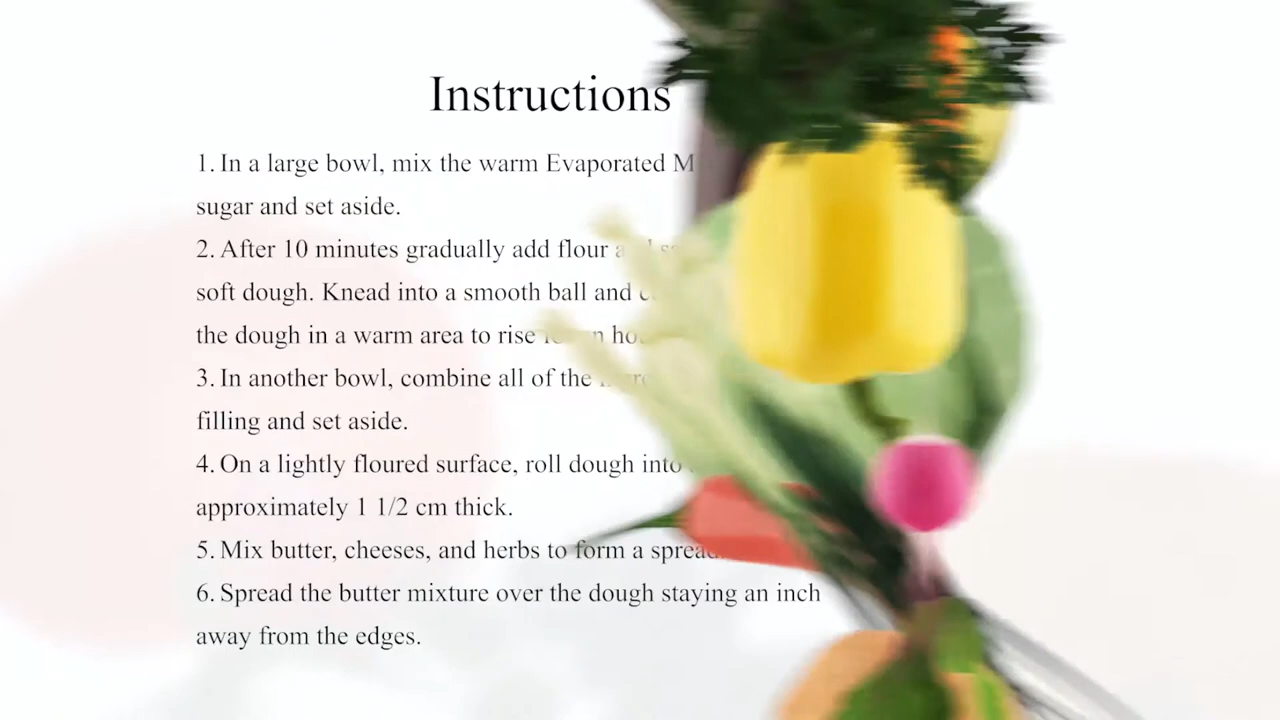 Instructions
1. In a large bowl, mix the warm Evaporated
sugar and set aside.
2. After 10 minutes gradually add flour
soft dough. Knead into a smooth ball and
the dough in a warm area to rise
3. In another bowl, combine all of the
filling and set aside.
4. On a lightly floured surface, roll dough into
approximately 1 1/2 cm thick.
5. Mix butter, cheeses, and herbs to form a spread.
6. Spread the butter mixture over the dough staying an inch
away from the edges.